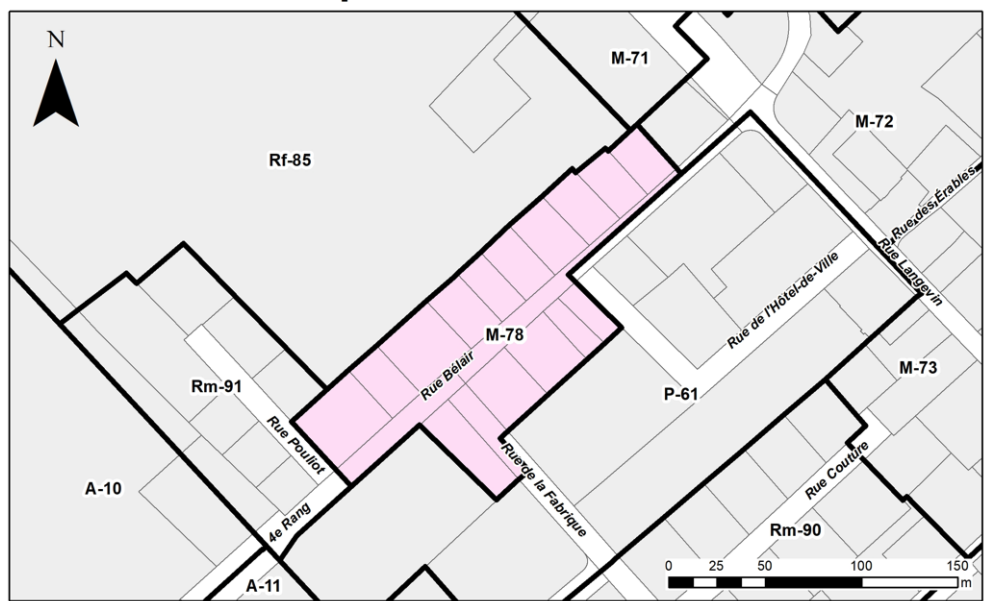 N
M-71
M-72
Rf-85
Rue des Érables
Rue Langevin
Rue de l'Hôtel-de-Ville
M-78
Rue Bélair
M-73
Rm-91
P-61
Rue Pouliot
Rue de la Fabrique
Rue Couture
A-10
4e Rang
Rm-90
A-11
0 25 50 100 150
m